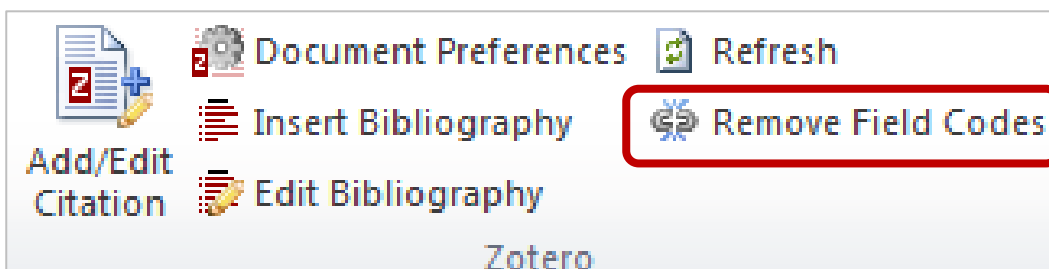 Add/Edit
Citation
Z
Document Preferences
Z
Insert Bibliography
Edit Bibliography
Refresh
Remove Field Codes
Zotero